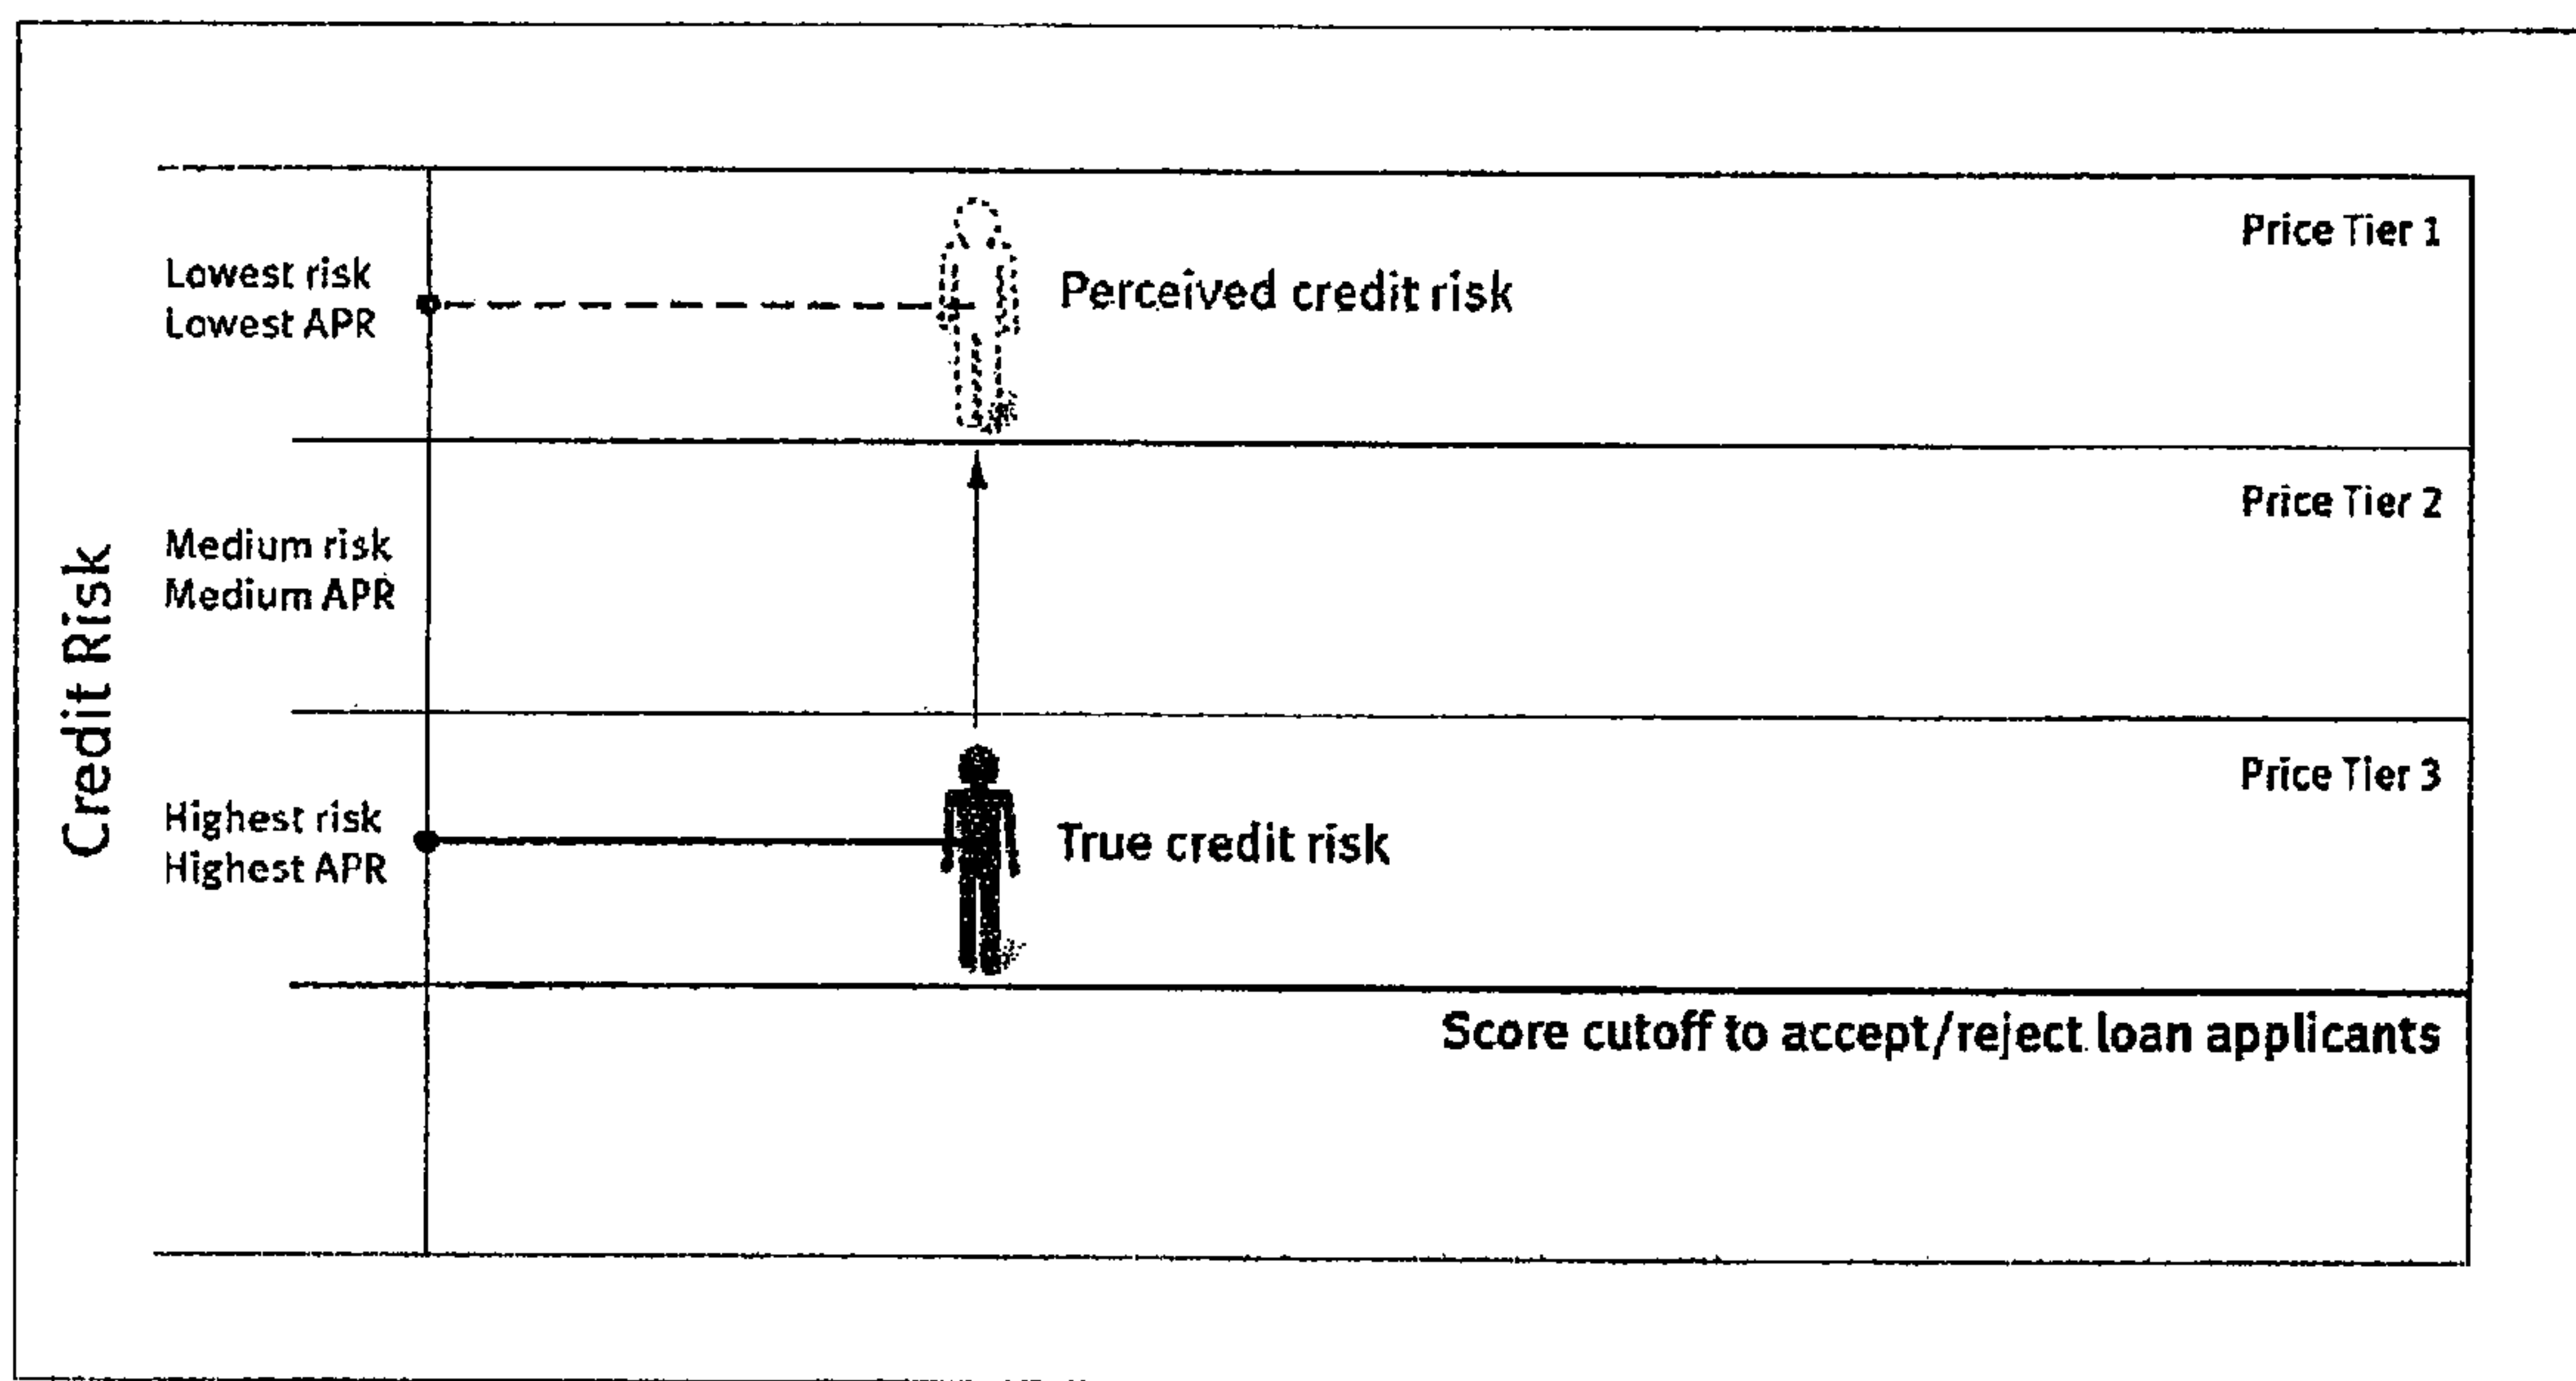 Price Tier 1
Lowest risk
Lowest APR
Perceived credit risk
Price Tier 2
Medium risk
Medium APR
Credit Risk
Price Tier 3
Highest risk
Highest APR
True credit risk
Score cutoff to accept/reject loan applicants